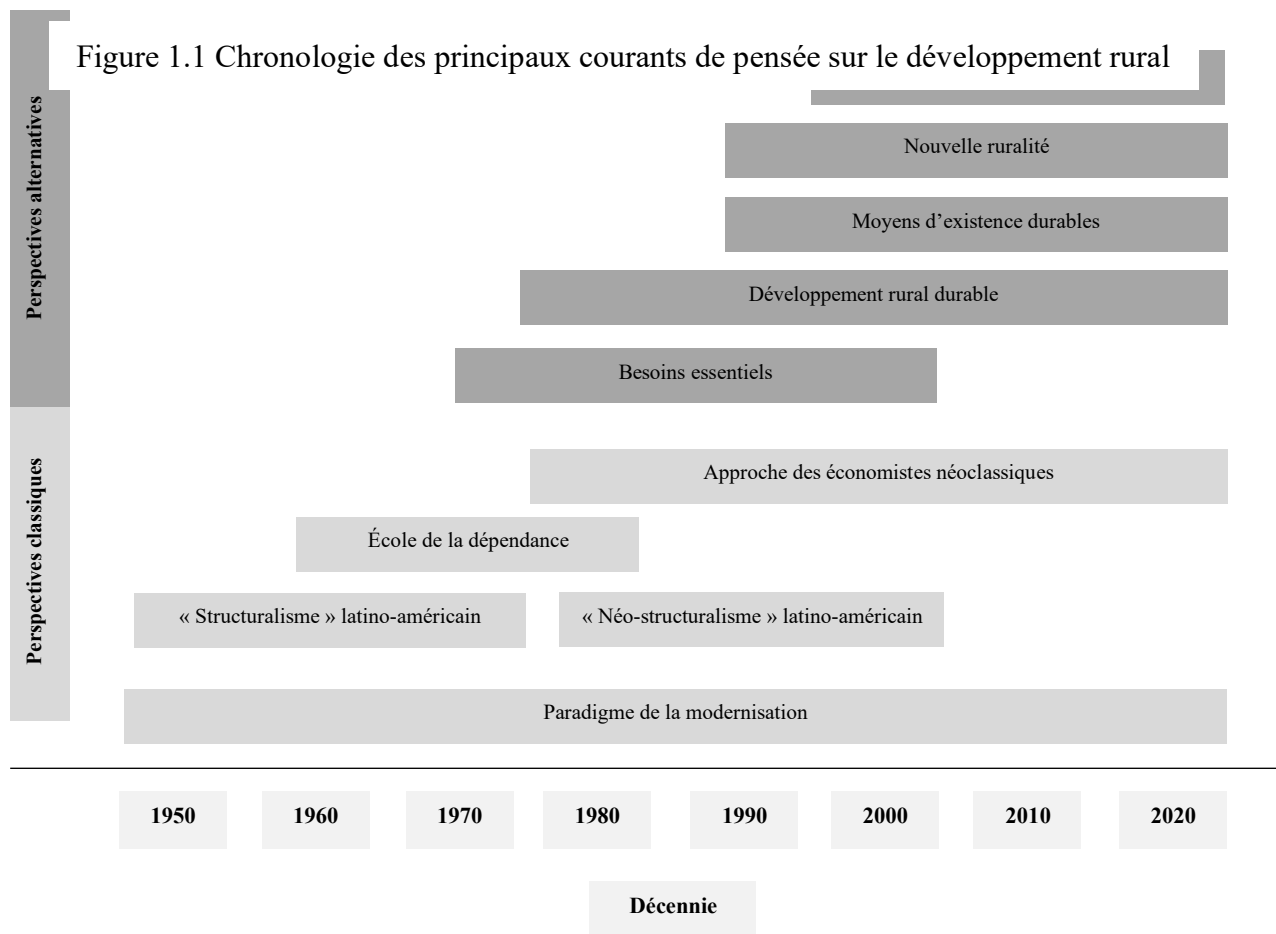 Figure 1.1 Chronologie des principaux courants de pensée sur le développement rural
Perspectives alternatives
Nouvelle ruralité
Moyens d’existence durables
Développement rural durable
Besoins essentiels
Perspectives classiques
Approche des économistes néoclassiques
École de la dépendance
« Structuralisme » latino-américain
« Néo-structuralisme » latino-américain
Paradigme de la modernisation
1950 1960 1970 1980 1990 2000 2010 2020
Décennie